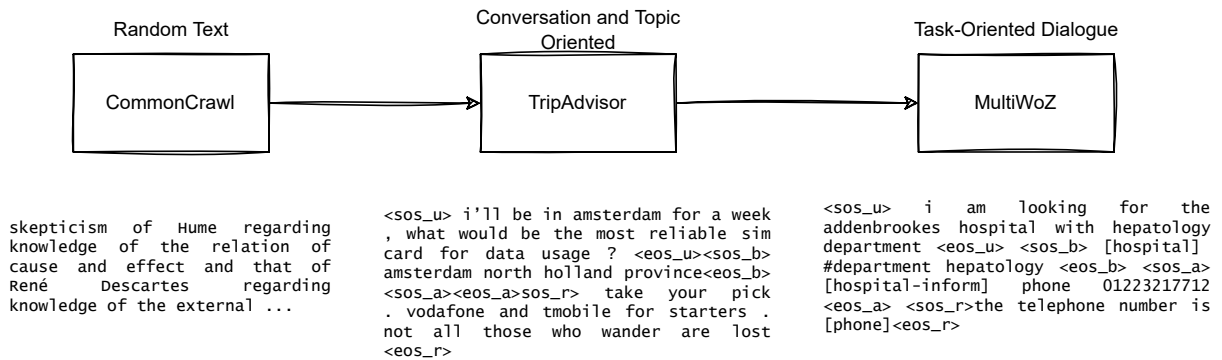 Random Text
Conversation and Topic
Oriented
Task-Oriented Dialogue
CommonCrawl
TripAdvisor
MultiWoZ
skepticism of Hume regarding
knowledge of the relation of
cause and effect and that of
René Descartes regarding
knowledge of the external ...
<sos_u> i'll be in amsterdam for a week
, what would be the most reliable sim
card for data usage ? <eos_u><sos_b>
amsterdam north holland province<eos_b>
<sos_a><eos_a>sos_r> take your pick
. vodafone and tmobile for starters .
not all those who wander are lost
<eos_r>
<sos_u> i am looking for the
addenbrookes hospital with hepatology
department <eos_u> <sos_b> [hospital]
#department hepatology <eos_b> <sos_a>
[hospital-inform] phone 01223217712
<eos_a> <sos_r>the telephone number is
[phone]<eos_r>